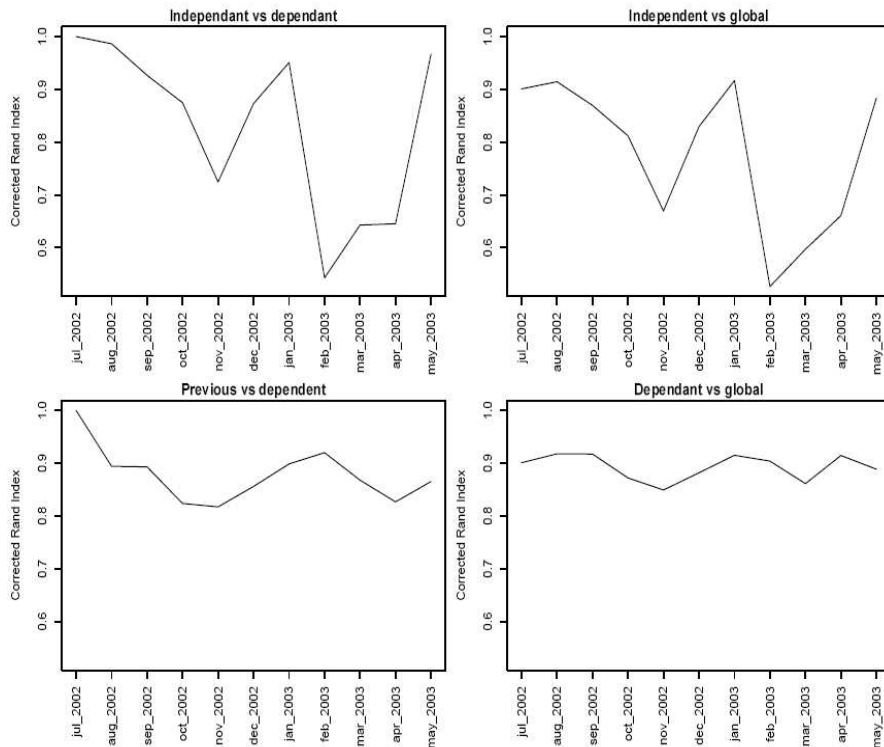 Independant vs dependant
Corrected Rand Index
1.0
0.9
0.8
0.7
0.6
jul_2002
aug_2002
sep_2002
oct_2002
nov_2002
dec_2002
jan_2003
feb_2003
mar_2003
apr_2003
may_2003
Independent vs global
Corrected Rand Index
1.0
0.9
0.8
0.7
0.6
jul_2002
aug_2002
sep_2002
oct_2002
nov_2002
dec_2002
jan_2003
feb_2003
mar_2003
apr_2003
may_2003
Previous vs dependent
Corrected Rand Index
1.0
0.9
0.8
0.7
0.6
jul_2002
aug_2002
sep_2002
oct_2002
nov_2002
dec_2002
jan_2003
feb_2003
mar_2003
apr_2003
may_2003
Dependant vs global
Corrected Rand Index
1.0
0.9
0.8
0.7
0.6
jul_2002
aug_2002
sep_2002
oct_2002
nov_2002
dec_2002
jan_2003
feb_2003
mar_2003
apr_2003
may_2003